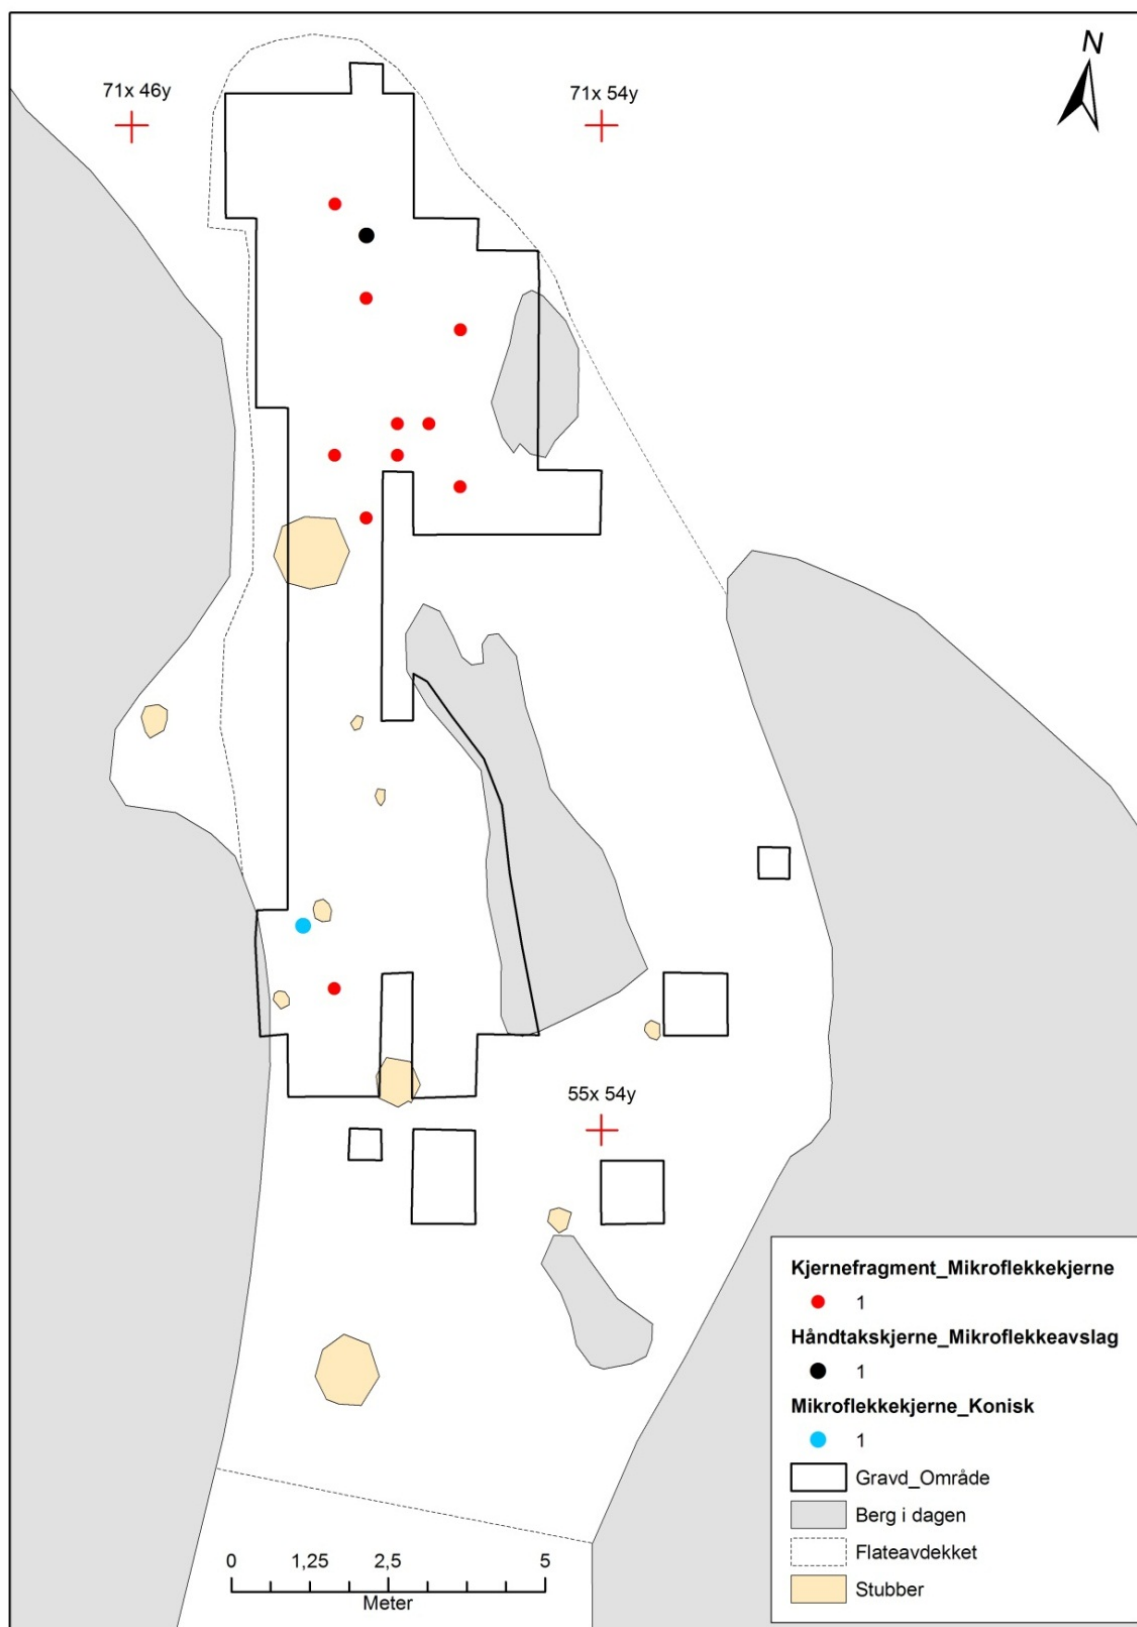 N
71x 46y
71x 54y
55x 54y
Kjernefragment_Mikroflekkekjerne
1
Håndtakskjerne_Mikroflekkeavslag
1
Mikroflekkekjerne_Konisk
1
Gravd_Område
Berg i dagen
Flateavdekket
Stubber
0 1,25 2,5 5
Meter